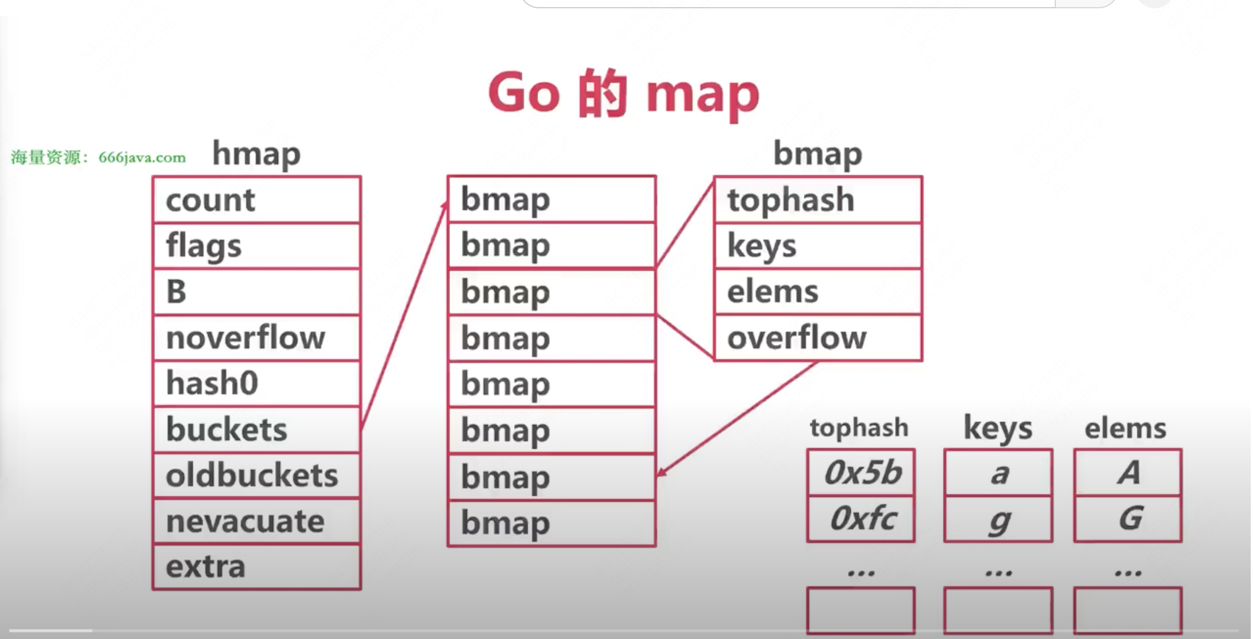 Go 的 map
海量资源：666java.com
hmap
count
flags
B
noverflow
hash0
buckets
oldbuckets
nevacuate
extra
bmap
bmap
bmap
bmap
bmap
bmap
bmap
bmap
bmap
tophash
keys
elems
overflow
tophash keys elems
0x5b a A
0xfc g G
... ... ...